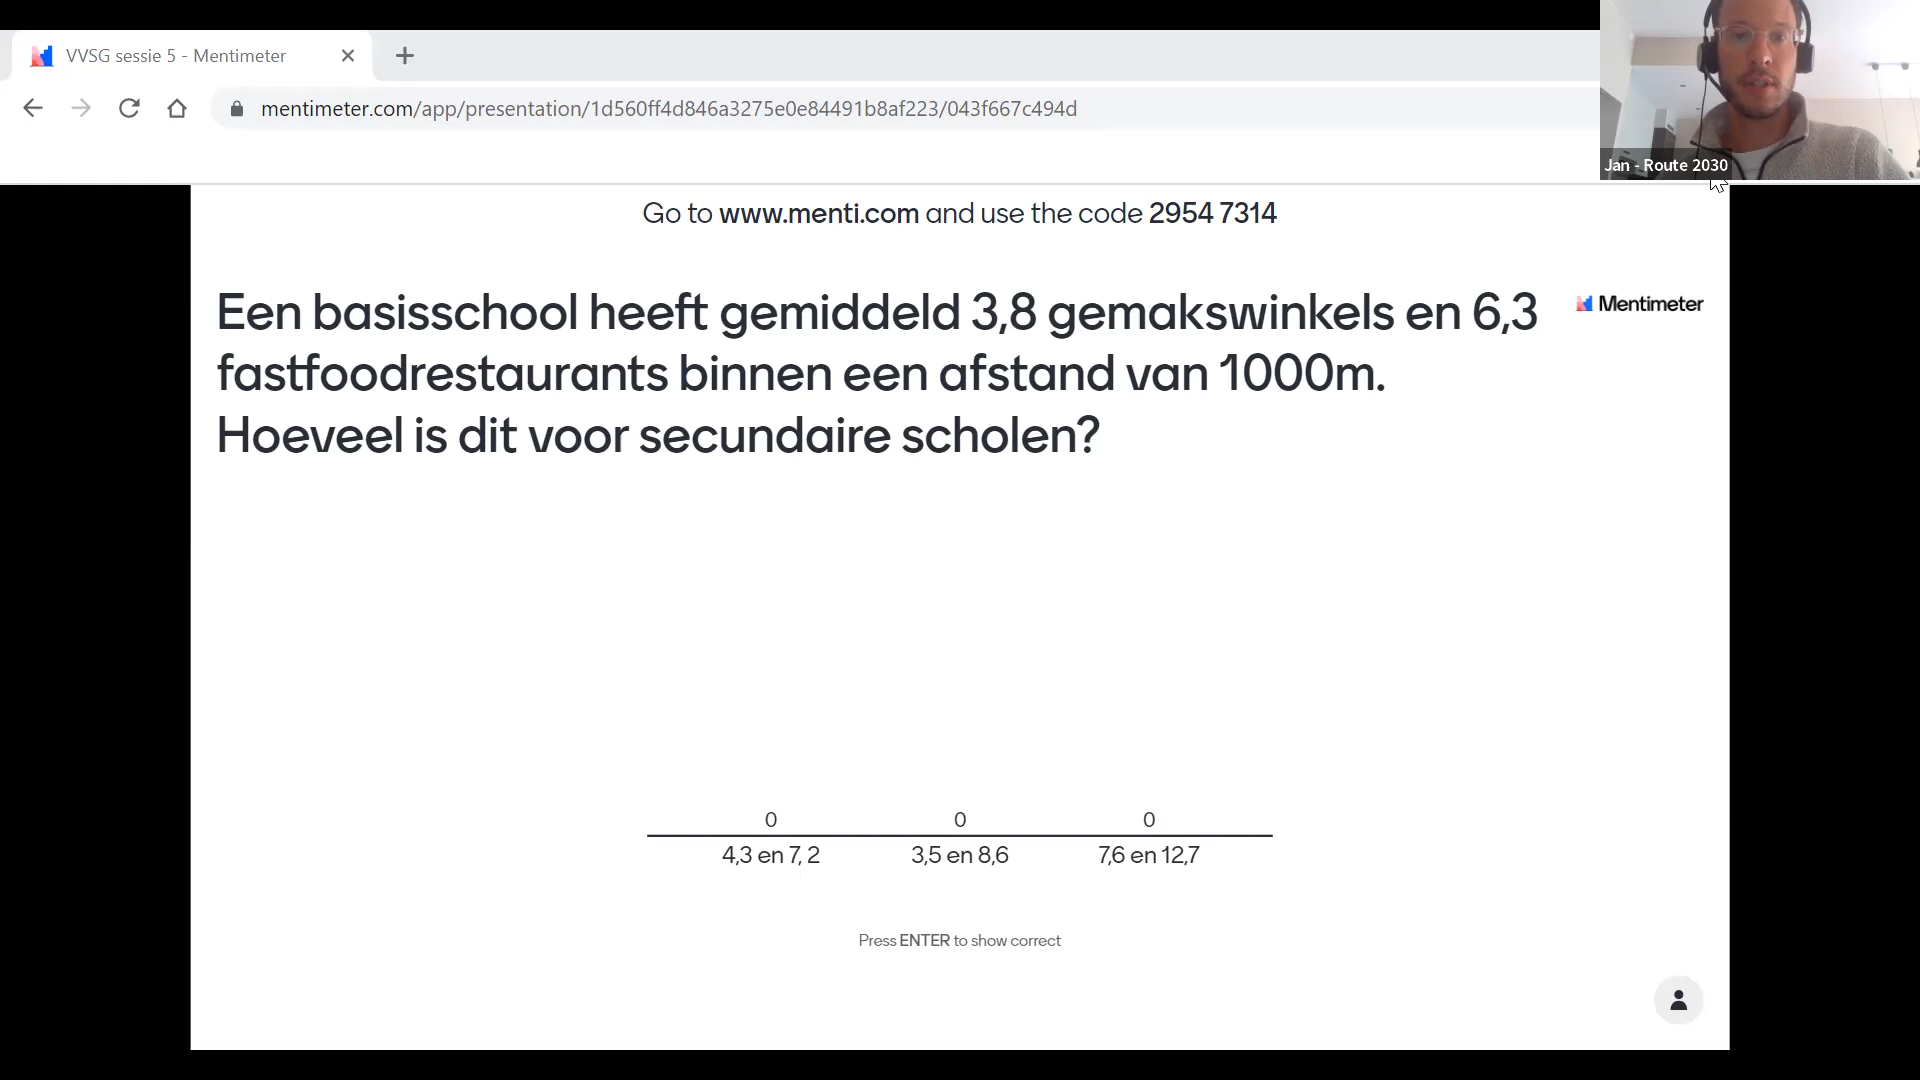 VVSG sessie 5 - Mentimeter
mentimeter.com/app/presentation/1d560ff4d846a3275e0e84491b8af223/043f667c494d
Jan - Route 2030
Go to www.menti.com and use the code 2954 7314
Een basisschool heeft gemiddeld 3,8 gemakswinkels en 6,3
Mentimeter
fastfoodrestaurants binnen een afstand van 1000m.
Hoeveel is dit voor secundaire scholen?
0 0 0
4,3 en 7, 2 3,5 en 8,6 7,6 en 12,7
Press ENTER to show correct